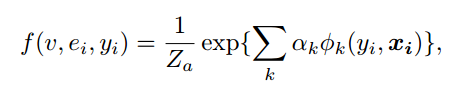 f(v, e_i, y_i) = \frac{1}{Z_a} \exp\{\sum_k \alpha_k \phi_k(y_i, \boldsymbol{x_i})\},